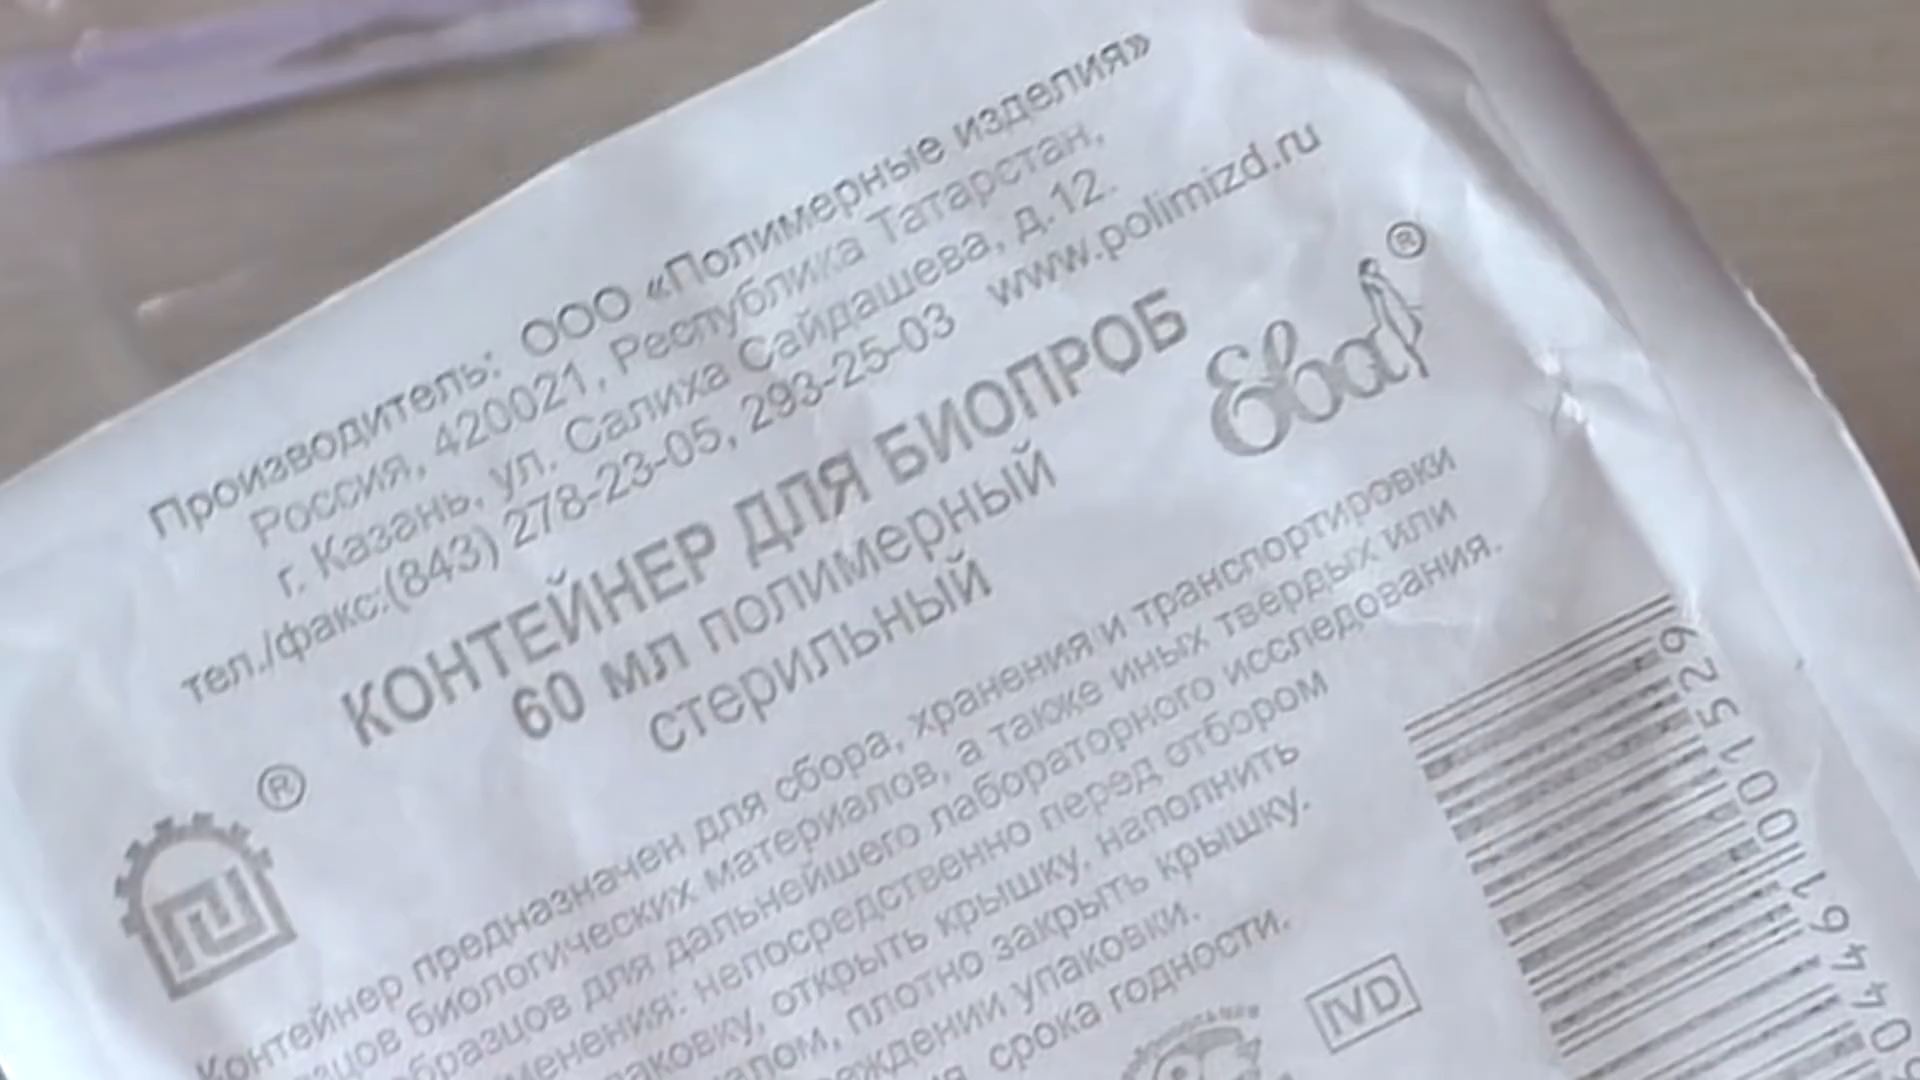 Производитель: ООО «Полимерные изделия»
Россия, 420021, Республика Татарстан,
г. Казань, ул. Салиха Сайдашева, д.12.
тел./факс:(843) 278-23-05, 293-25-03 www.polimizd.ru
КОНТЕЙНЕР ДЛЯ БИОПРОБ
60 мл полимерный
стерильный
Ева®
®
Контейнер предназначен для сбора, хранения и транспортировки
биологических материалов, а также иных твердых или
для дальнейшего лабораторного исследования.
непосредственно перед отбором
открыть крышку, наполнить
плотно закрыть крышку.
упаковки.
срока годности.
IVD